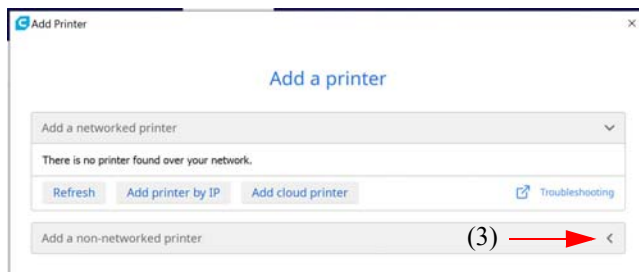 Add Printer
Add a printer
Add a networked printer
There is no printer found over your network.
Refresh Add printer by IP Add cloud printer Troubleshooting
Add a non-networked printer (3)